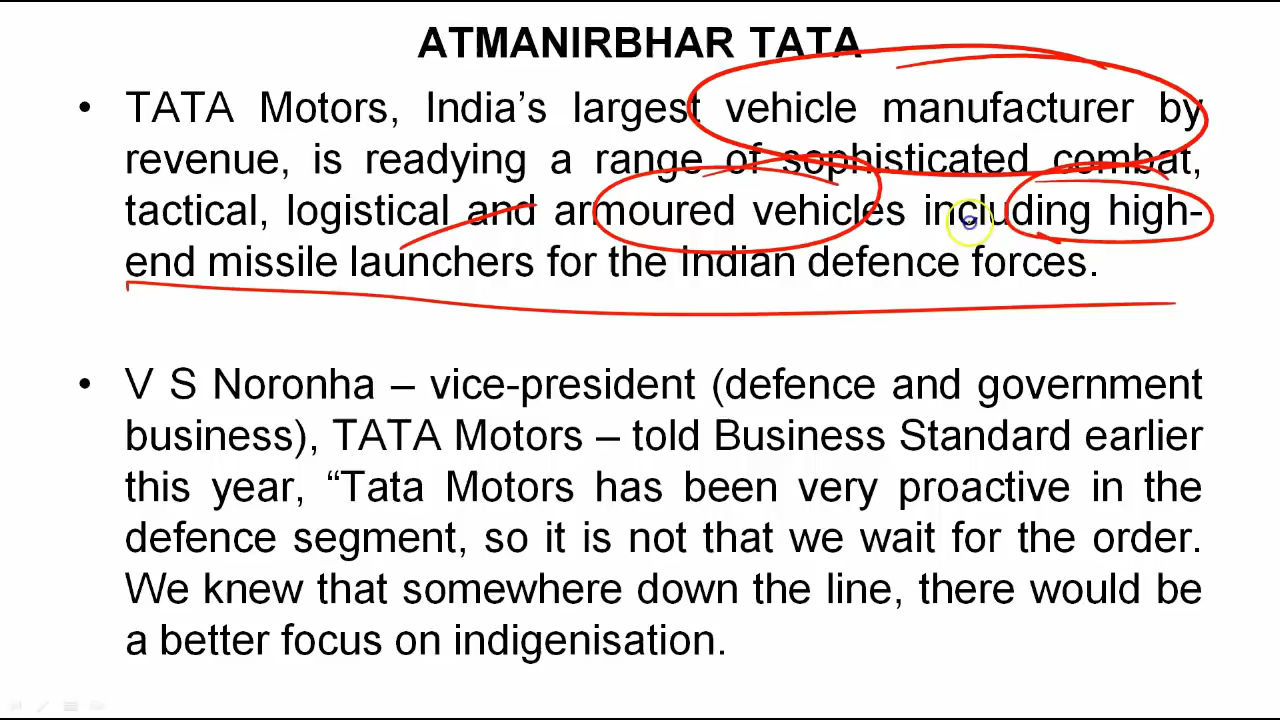 ATMANIRBHAR TATA
• TATA Motors, India’s largest vehicle manufacturer by
revenue, is readying a range of sophisticated combat,
tactical, logistical and armoured vehicles including high-
end missile launchers for the Indian defence forces.
• V S Noronha – vice-president (defence and government
business), TATA Motors – told Business Standard earlier
this year, “Tata Motors has been very proactive in the
defence segment, so it is not that we wait for the order.
We knew that somewhere down the line, there would be
a better focus on indigenisation.